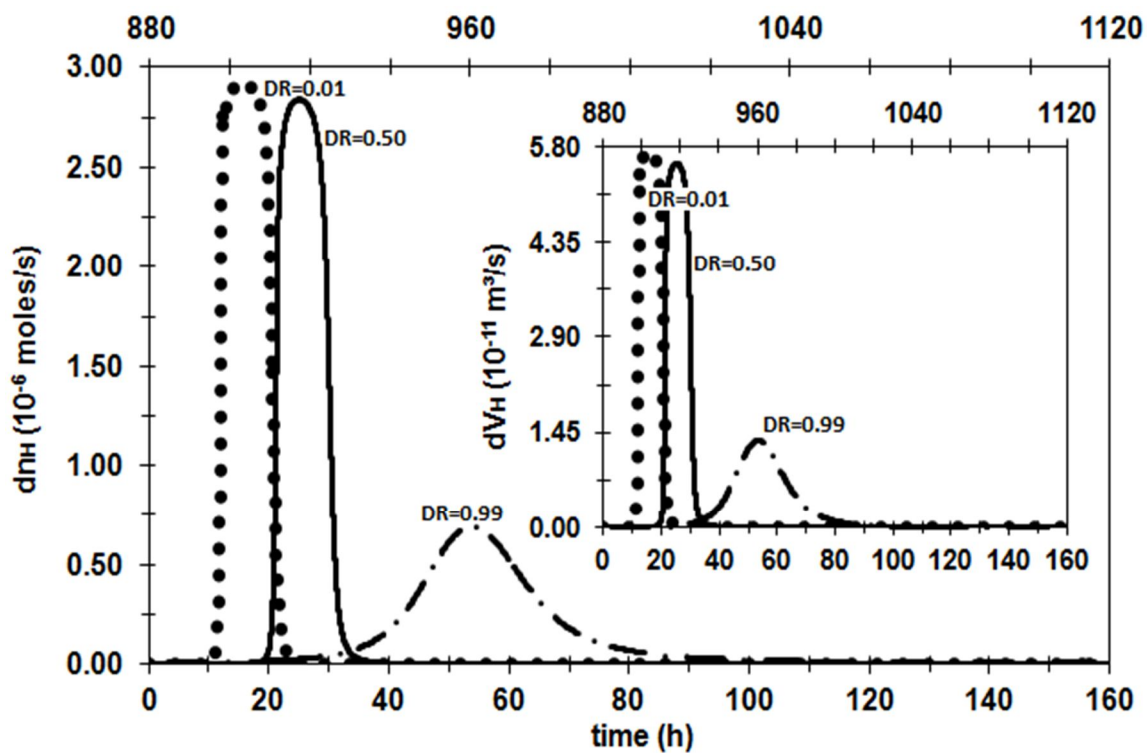 880 960 1040 1120
3.00
2.50
2.00
1.50
1.00
0.50
0.00
dnH (10-6 moles/s)
0 20 40 60 80 100 120 140 160
time (h)
DR=0.01
DR=0.50
DR=0.99
880 960 1040 1120
5.80
4.35
2.90
1.45
0.00
dVH (10-11 m³/s)
0 20 40 60 80 100 120 140 160
DR=0.01
DR=0.50
DR=0.99